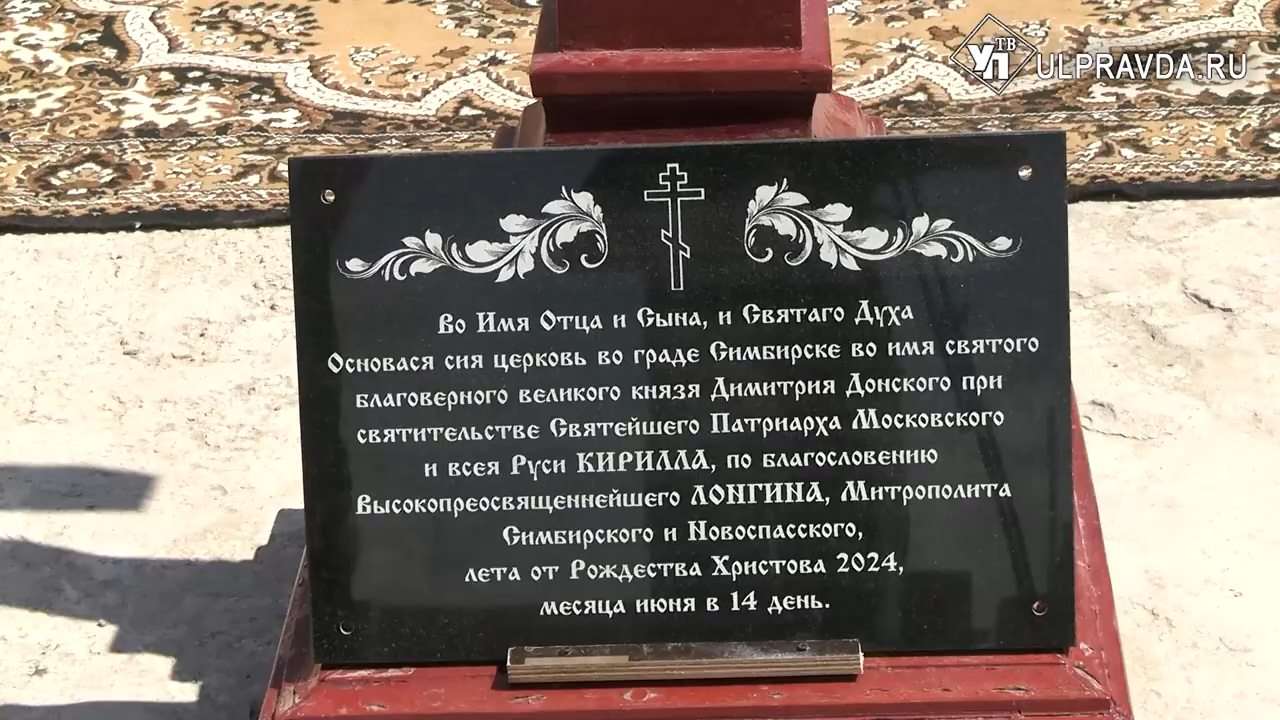 УП ТВ ULPRAVDA.RU
Во Имя Отца и Сына, и Святаго Духа
Основася сия церковь во граде Симбирске во имя святого
благоверного великого князя Димитрия Донского при
святительстве Святейшего Патриарха Московского
и всея Руси КИРИЛЛА, по благословению
Высокопреосвященнейшего ЛОНГИНА, Митрополита
Симбирского и Новоспасского,
лета от Рождества Христова 2024,
месяца июня в 14 день.